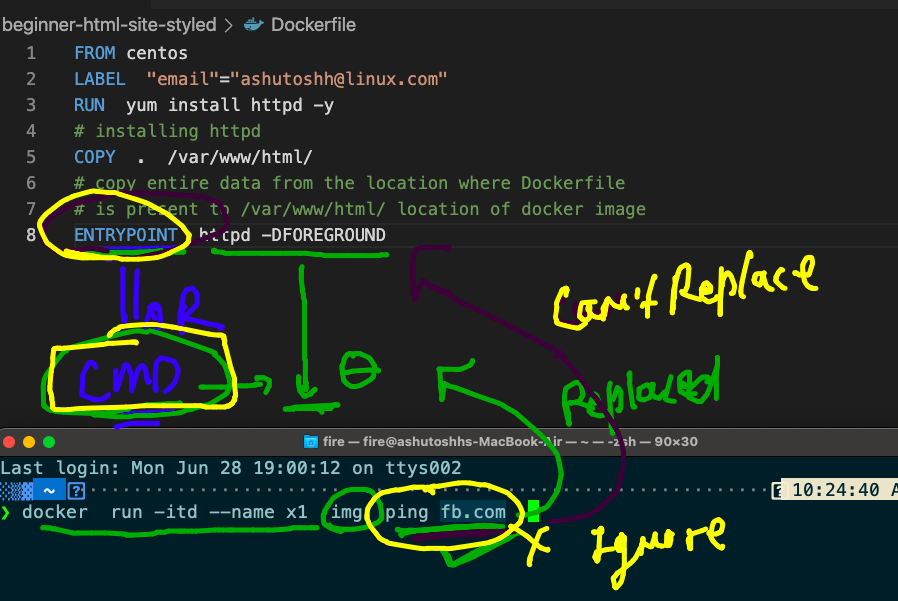 beginner-html-site-styled > Dockerfile
1 FROM centos
2 LABEL "email"="ashutoshh@linux.com"
3 RUN yum install httpd -y
4 # installing httpd
5 COPY . /var/www/html/
6 # copy entire data from the location where Dockerfile
7 # is present to /var/www/html/ location of docker image
8 ENTRYPOINT httpd -DFOREGROUND
Can't Replace
CMD
Replaced
fire — fire@ashutoshhs-MacBook-Air — ~ — -zsh — 90×30
Last login: Mon Jun 28 19:00:12 on ttys002
~ 10:24:40 A
❯ docker run -itd --name x1 img ping fb.com
x Ignore